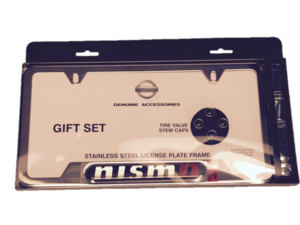 NISSAN
GENUINE ACCESSORIES
GIFT SET
TIRE VALVE
STEM CAPS
STAINLESS STEEL LICENSE PLATE FRAME
nismo